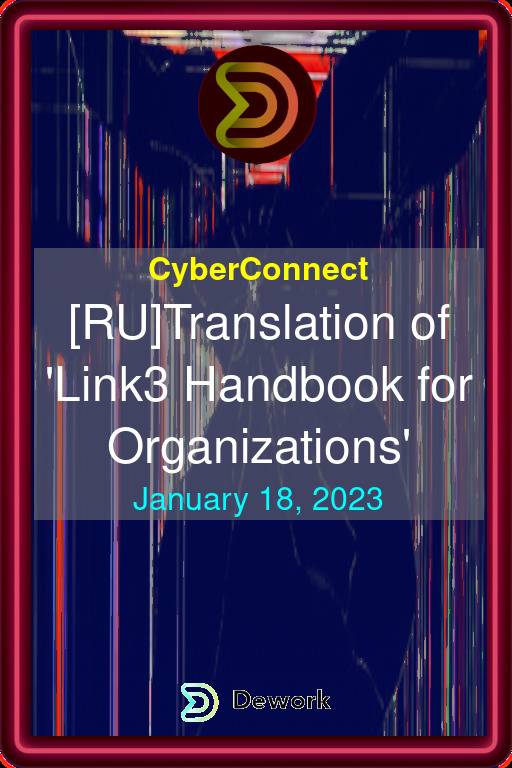 CyberConnect
[RU]Translation of
'Link3 Handbook for
Organizations'
January 18, 2023
Dework